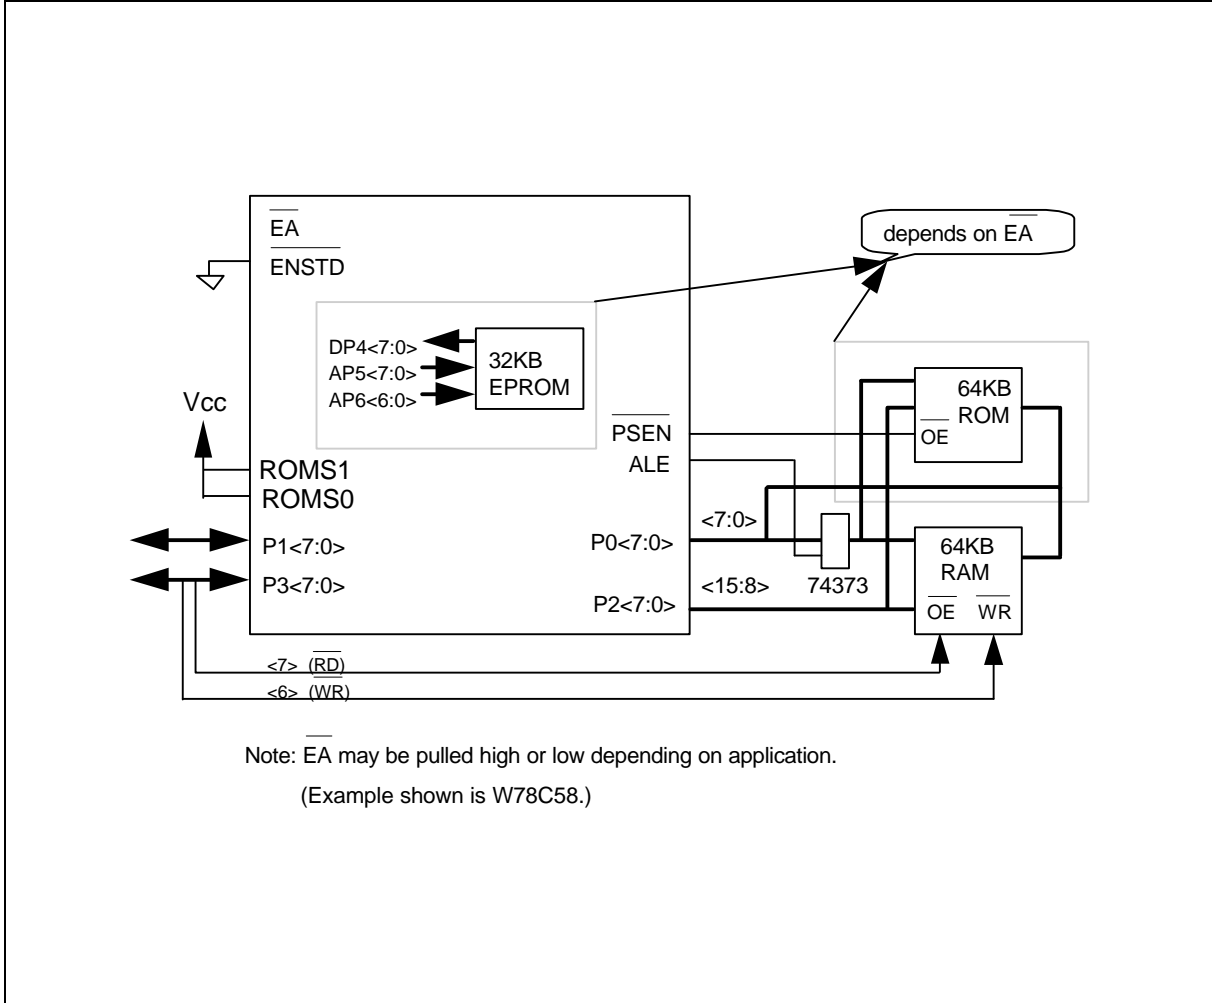 EA
ENSTD
depends on EA
DP4<7:0>
AP5<7:0>
AP6<6:0>
32KB
EPROM
64KB
ROM
OE
Vcc
PSEN
ALE
ROMS1
ROMS0
P1<7:0>
P3<7:0>
P0<7:0>
P2<7:0>
<7:0>
<15:8>
74373
64KB
RAM
OE WR
<7> (RD)
<6> (WR)
Note: EA may be pulled high or low depending on application.
(Example shown is W78C58.)